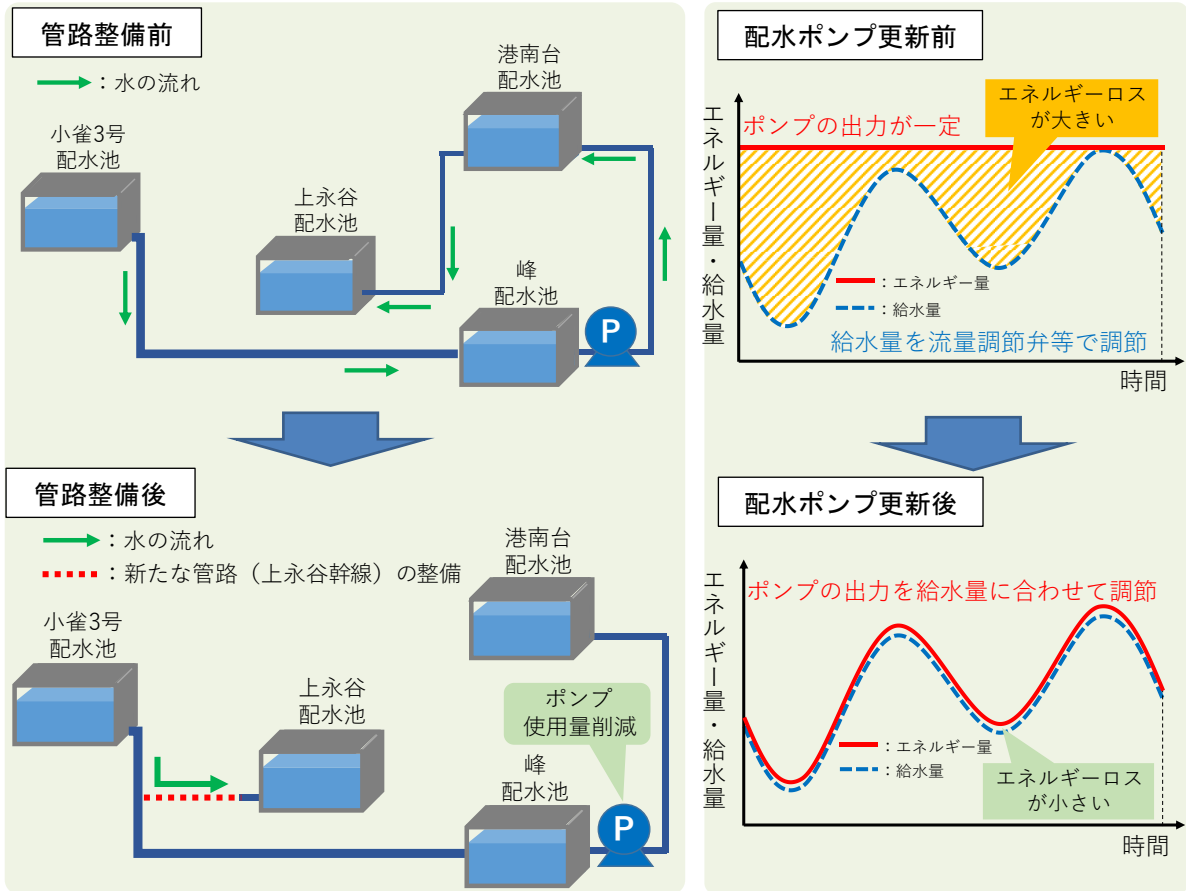 管路整備前
：水の流れ
小雀3号
配水池
上永谷
配水池
港南台
配水池
峰
配水池
P
管路整備後
：水の流れ
：新たな管路（上永谷幹線）の整備
小雀3号
配水池
上永谷
配水池
港南台
配水池
ポンプ
使用量削減
峰
配水池
P
配水ポンプ更新前
エネルギー量・給水量
ポンプの出力が一定
エネルギーロス
が大きい
：エネルギー量
：給水量
給水量を流量調節弁等で調節
時間
配水ポンプ更新後
エネルギー量・給水量
ポンプの出力を給水量に合わせて調節
：エネルギー量
：給水量
エネルギーロス
が小さい
時間